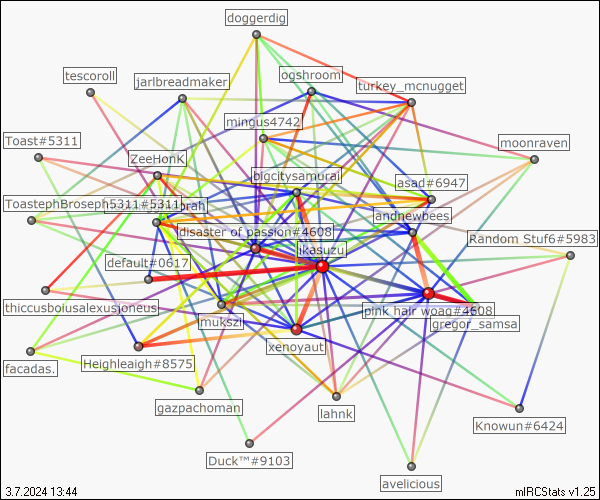 doggerdig
tescoroll
ogshroom
jarlbreadmaker
turkey_mcnugget
mingus4742
Toast#5311
moonraven
ZeeHonK
bigcitysamurai
asad#6947
ToastephBroseph5311#5311
brah
andnewbees
disaster of passion#4608
Random Stuf6#5983
ikasuzu
default#0617
thiccusboiusalexusjoneus
pink hair woag#4608
imukszi
gregor_samsa
xenoyaut
Heighleaigh#8575
facadas.
gazpachoman
lahnk
Knowun#6424
Duck™#9103
avelicious
3.7.2024 13:44
mIRCStats v1.25